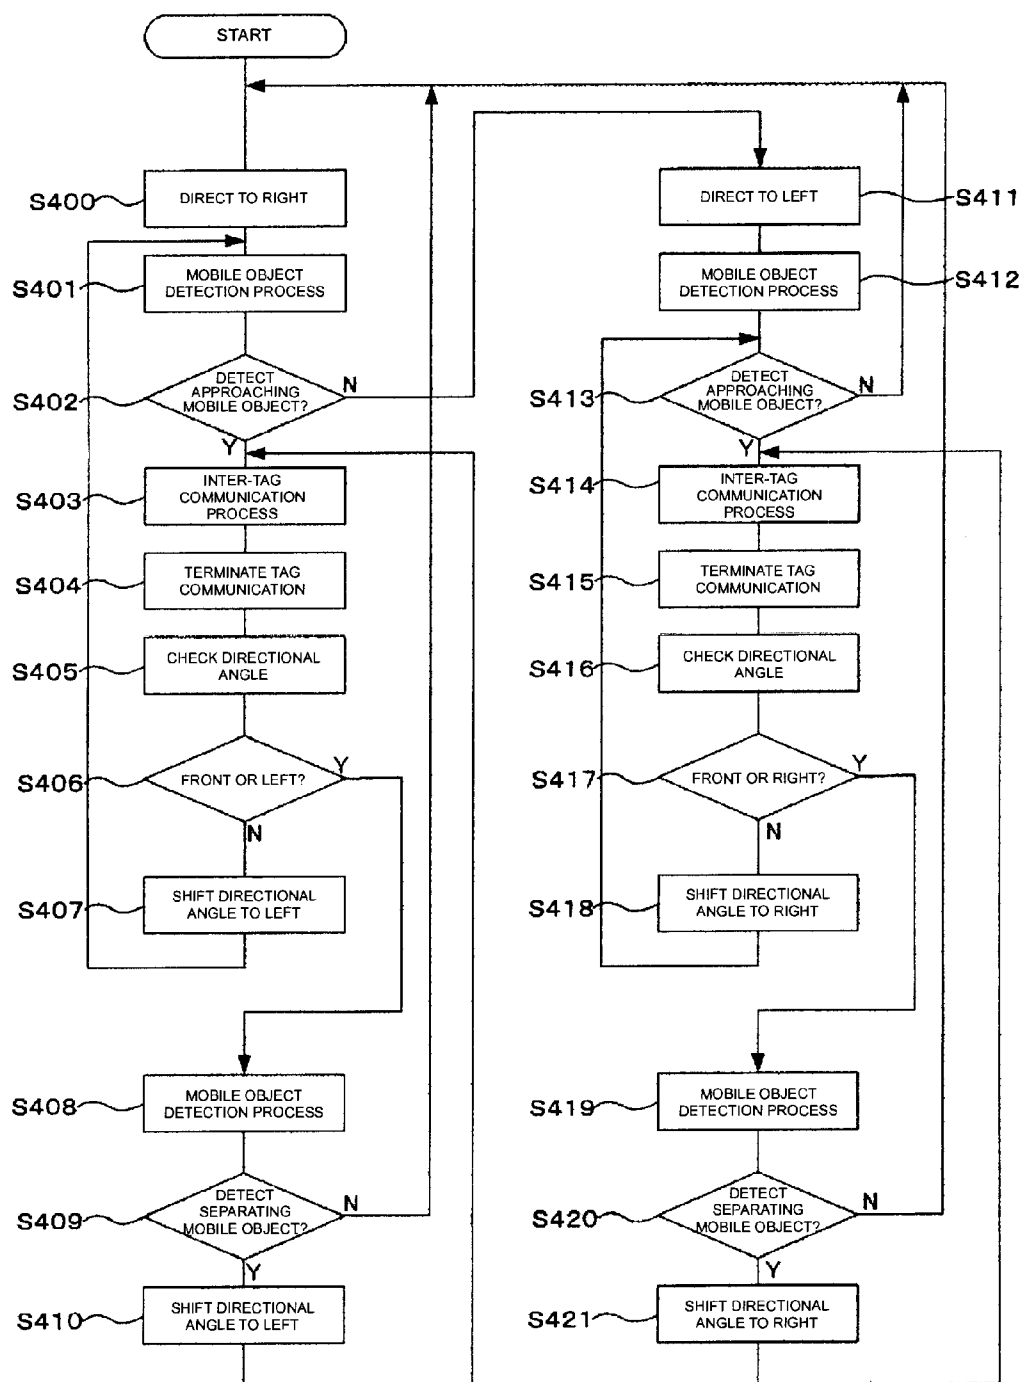 START
S400
DIRECT TO RIGHT
S401
MOBILE OBJECT
DETECTION PROCESS
S402
DETECT
APPROACHING
MOBILE OBJECT?
N
Y
S403
INTER-TAG
COMMUNICATION
PROCESS
S404
TERMINATE TAG
COMMUNICATION
S405
CHECK DIRECTIONAL
ANGLE
S406
FRONT OR LEFT?
Y
N
S407
SHIFT DIRECTIONAL
ANGLE TO LEFT
S408
MOBILE OBJECT
DETECTION PROCESS
S409
DETECT
SEPARATING
MOBILE OBJECT?
N
Y
S410
SHIFT DIRECTIONAL
ANGLE TO LEFT
DIRECT TO LEFT
S411
MOBILE OBJECT
DETECTION PROCESS
S412
S413
DETECT
APPROACHING
MOBILE OBJECT?
N
Y
S414
INTER-TAG
COMMUNICATION
PROCESS
S415
TERMINATE TAG
COMMUNICATION
S416
CHECK DIRECTIONAL
ANGLE
S417
FRONT OR RIGHT?
Y
N
S418
SHIFT DIRECTIONAL
ANGLE TO RIGHT
S419
MOBILE OBJECT
DETECTION PROCESS
S420
DETECT
SEPARATING
MOBILE OBJECT?
N
Y
S421
SHIFT DIRECTIONAL
ANGLE TO RIGHT